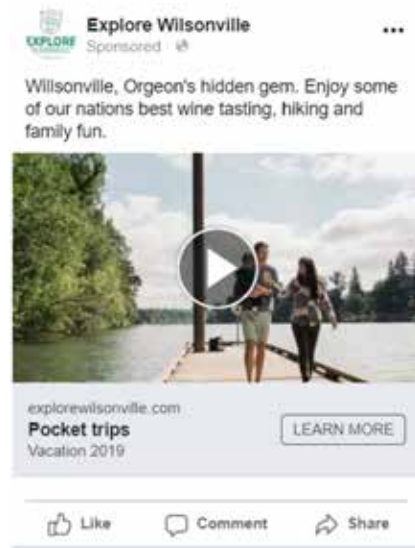 EXPLORE
Explore Wilsonville
Sponsored
Willsonville, Orgeon's hidden gem. Enjoy some
of our nations best wine tasting, hiking and
family fun.
explorewilsonville.com
Pocket trips
LEARN MORE
Vacation 2019
Like
Comment
Share